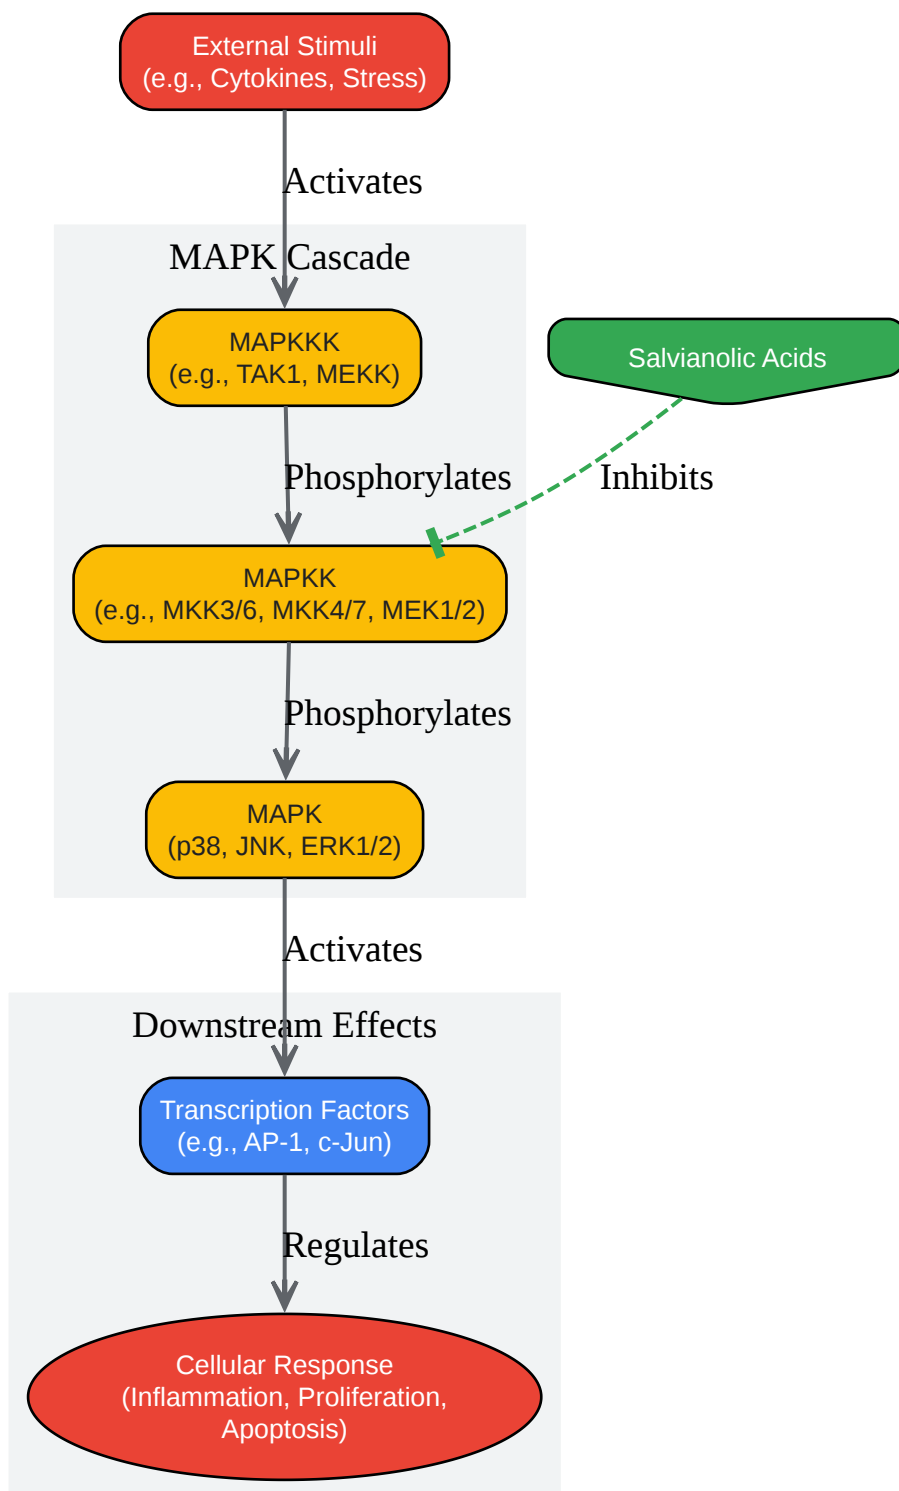 External Stimuli
(e.g., Cytokines, Stress)
Activates
MAPK Cascade
MAPKKK
(e.g., TAK1, MEKK)
Salvianolic Acids
Phosphorylates
Inhibits
MAPKK
(e.g., MKK3/6, MKK4/7, MEK1/2)
Phosphorylates
MAPK
(p38, JNK, ERK1/2)
Activates
Downstream Effects
Transcription Factors
(e.g., AP-1, c-Jun)
Regulates
Cellular Response
(Inflammation, Proliferation,
Apoptosis)